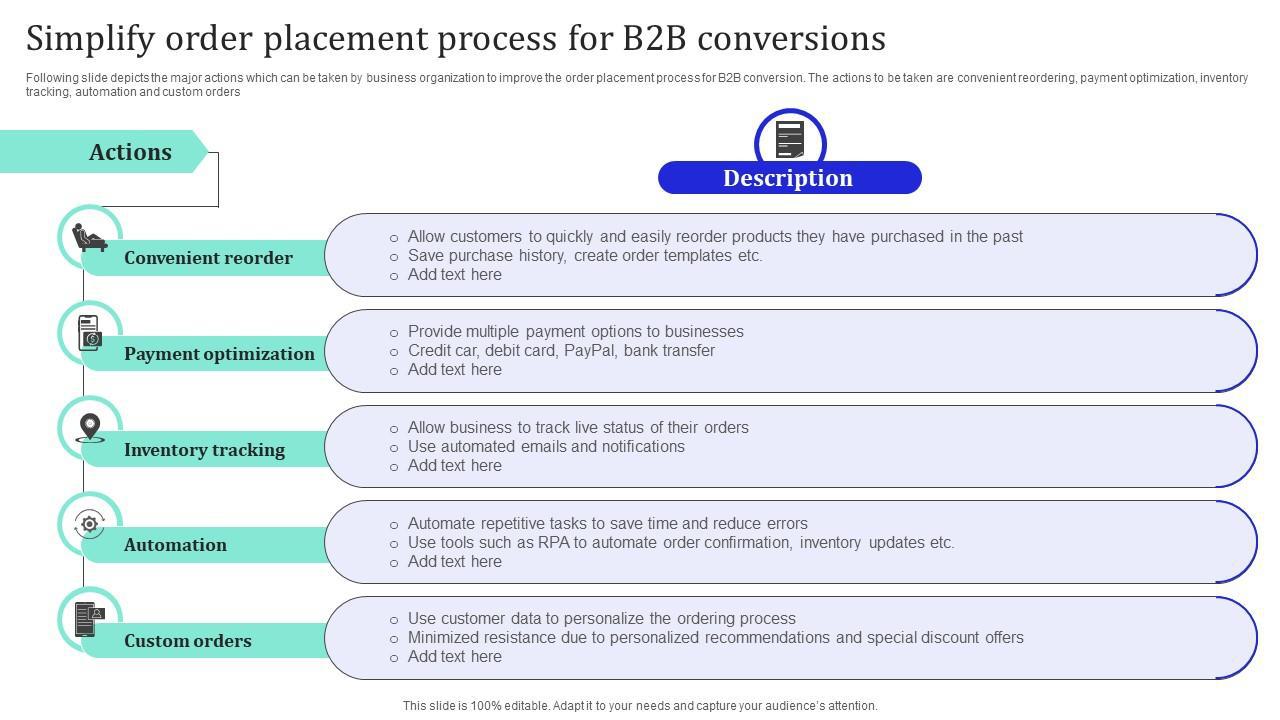 Simplify order placement process for B2B conversions
Following slide depicts the major actions which can be taken by business organization to improve the order placement process for B2B conversion. The actions to be taken are convenient reordering, payment optimization, inventory
tracking, automation and custom orders
Actions
Description
Convenient reorder
o Allow customers to quickly and easily reorder products they have purchased in the past
o Save purchase history, create order templates etc.
o Add text here
Payment optimization
o Provide multiple payment options to businesses
o Credit car, debit card, PayPal, bank transfer
o Add text here
Inventory tracking
o Allow business to track live status of their orders
o Use automated emails and notifications
o Add text here
Automation
o Automate repetitive tasks to save time and reduce errors
o Use tools such as RPA to automate order confirmation, inventory updates etc.
o Add text here
Custom orders
o Use customer data to personalize the ordering process
o Minimized resistance due to personalized recommendations and special discount offers
o Add text here
This slide is 100% editable. Adapt it to your needs and capture your audience's attention.